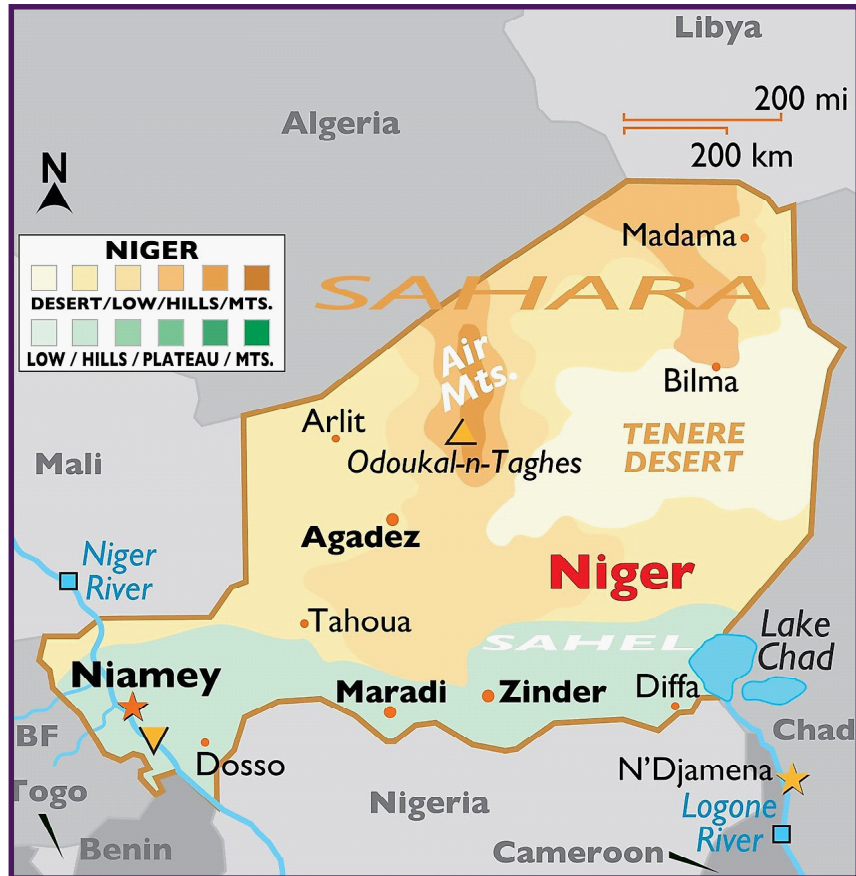 Libya
200 mi
Algeria
200 km
N
NIGER
DESERT/LOW/HILLS/MTS.
LOW / HILLS / PLATEAU / MTS.
Madama
SAHARA
Air
Mts.
Bilma
Arlit
TENERE
DESERT
Odoukal-n-Taghes
Mali
Agadez
Niger
River
Niger
Tahoua
SAHEL
Lake
Chad
Niamey
Maradi
Zinder
Diffa
BF
Chad
Dosso
N'Djamena
Togo
Nigeria
Logone
River
Benin
Cameroon